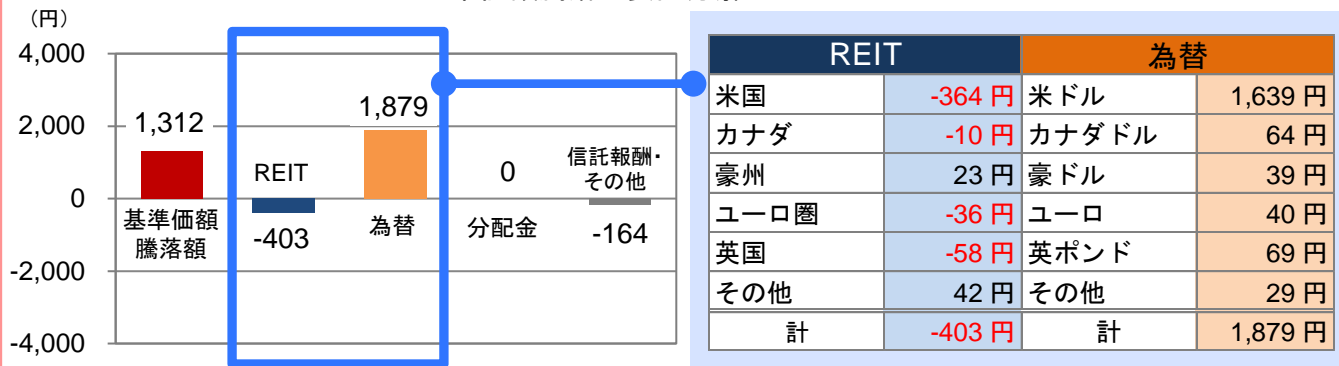 （円）
4,000
2,000
0
-2,000
-4,000
1,312
基準価額
騰落額
REIT
-403
1,879
為替
0
分配金
信託報酬・
その他
-164
REIT 為替
米国 -364 円 米ドル 1,639 円
カナダ -10 円 カナダドル 64 円
豪州 23 円 豪ドル 39 円
ユーロ圏 -36 円 ユーロ 40 円
英国 -58 円 英ポンド 69 円
その他 42 円 その他 29 円
計 -403 円 計 1,879 円